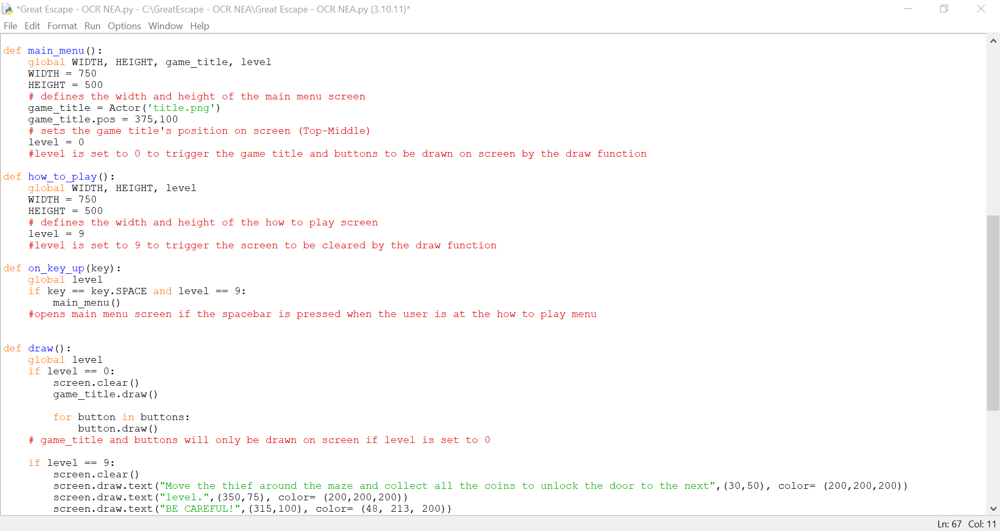 *Great Escape - OCR NEA.py - C:\GreatEscape - OCR NEA\Great Escape - OCR NEA.py (3.10.11)*
File Edit Format Run Options Window Help
def main_menu():
    global WIDTH, HEIGHT, game_title, level
    WIDTH = 750
    HEIGHT = 500
    # defines the width and height of the main menu screen
    game_title = Actor('title.png')
    game_title.pos = 375,100
    # sets the game title's position on screen (Top-Middle)
    level = 0
    #level is set to 0 to trigger the game title and buttons to be drawn on screen by the draw function
def how_to_play():
    global WIDTH, HEIGHT, level
    WIDTH = 750
    HEIGHT = 500
    # defines the width and height of the how to play screen
    level = 9
    #level is set to 9 to trigger the screen to be cleared by the draw function
def on_key_up(key):
    global level
    if key == key.SPACE and level == 9:
        main_menu()
    #opens main menu screen if the spacebar is pressed when the user is at the how to play menu
def draw():
    global level
    if level == 0:
        screen.clear()
        game_title.draw()
        for button in buttons:
            button.draw()
    # game_title and buttons will only be drawn on screen if level is set to 0
    if level == 9:
        screen.clear()
        screen.draw.text("Move the thief around the maze and collect all the coins to unlock the door to the next",(30,50), color= (200,200,200))
        screen.draw.text("level.",(350,75), color= (200,200,200))
        screen.draw.text("BE CAREFUL!",(315,100), color= (48, 213, 200))
Ln: 67 Col: 11